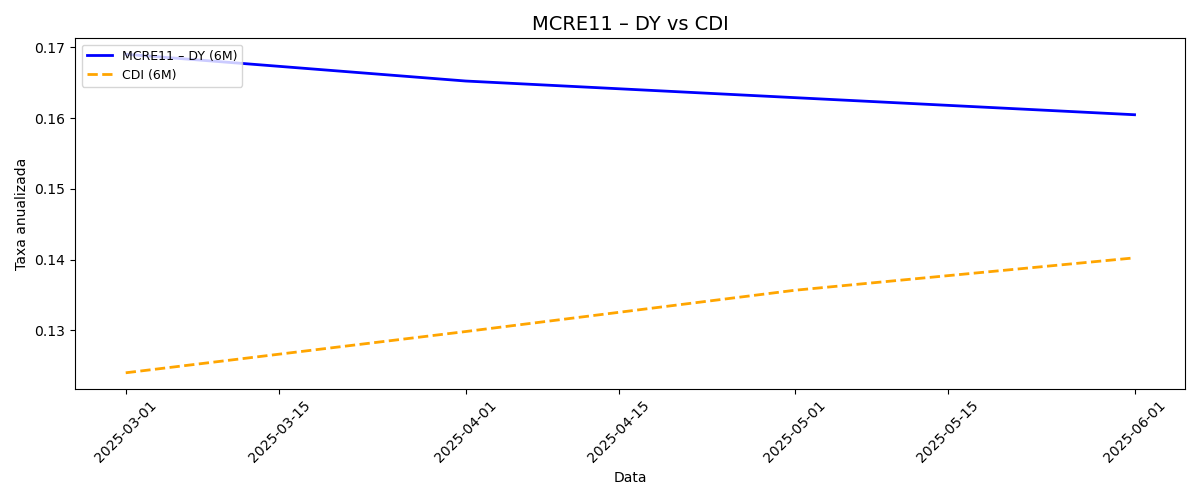 MCRE11 – DY vs CDI
MCRE11 – DY (6M)
CDI (6M)
Taxa anualizada
0.17
0.16
0.15
0.14
0.13
2025-03-01
2025-03-15
2025-04-01
2025-04-15
2025-05-01
2025-05-15
2025-06-01
Data